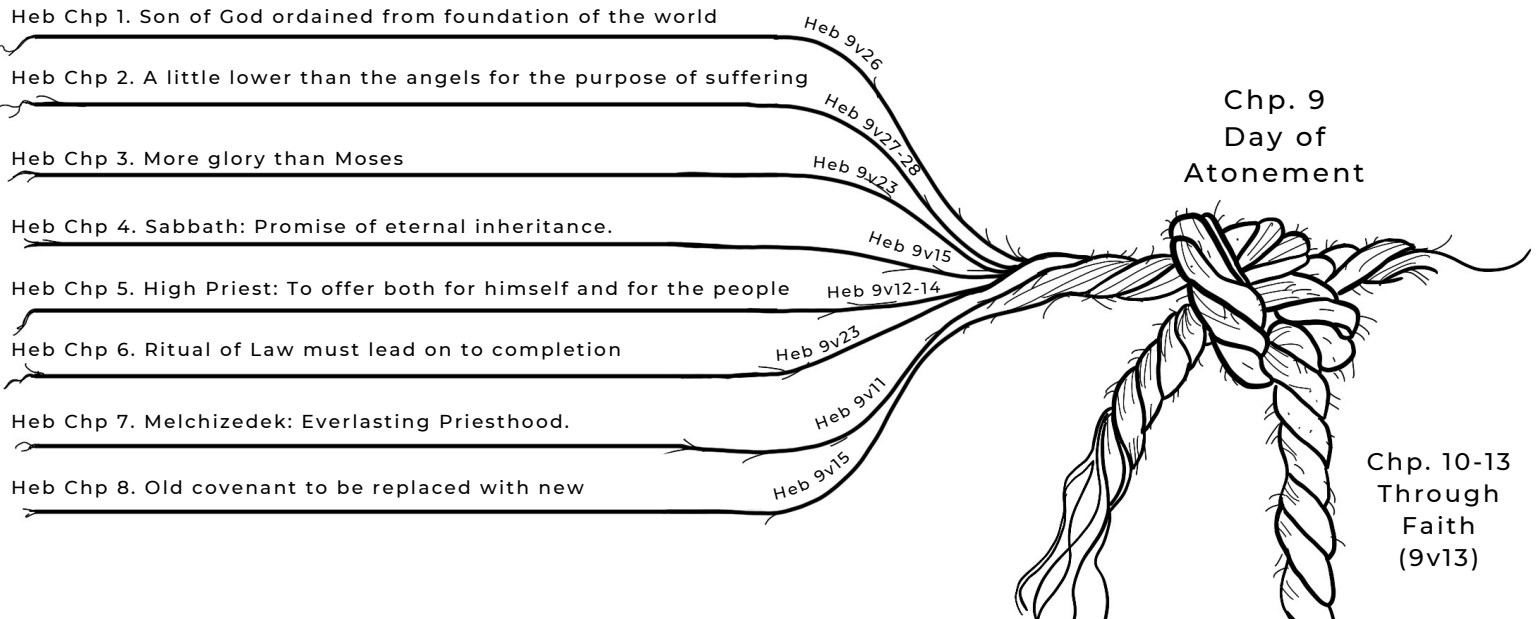 Heb Chp 1. Son of God ordained from foundation of the world
Heb 9v26
Heb Chp 2. A little lower than the angels for the purpose of suffering
Heb 9v27-28
Heb Chp 3. More glory than Moses
Heb 9v23
Heb Chp 4. Sabbath: Promise of eternal inheritance.
Heb 9v15
Heb Chp 5. High Priest: To offer both for himself and for the people
Heb 9v12-14
Heb Chp 6. Ritual of Law must lead on to completion
Heb 9v23
Heb Chp 7. Melchizedek: Everlasting Priesthood.
Heb 9v11
Heb Chp 8. Old covenant to be replaced with new
Heb 9v15
Chp. 9
Day of
Atonement
Chp. 10-13
Through
Faith
(9v13)